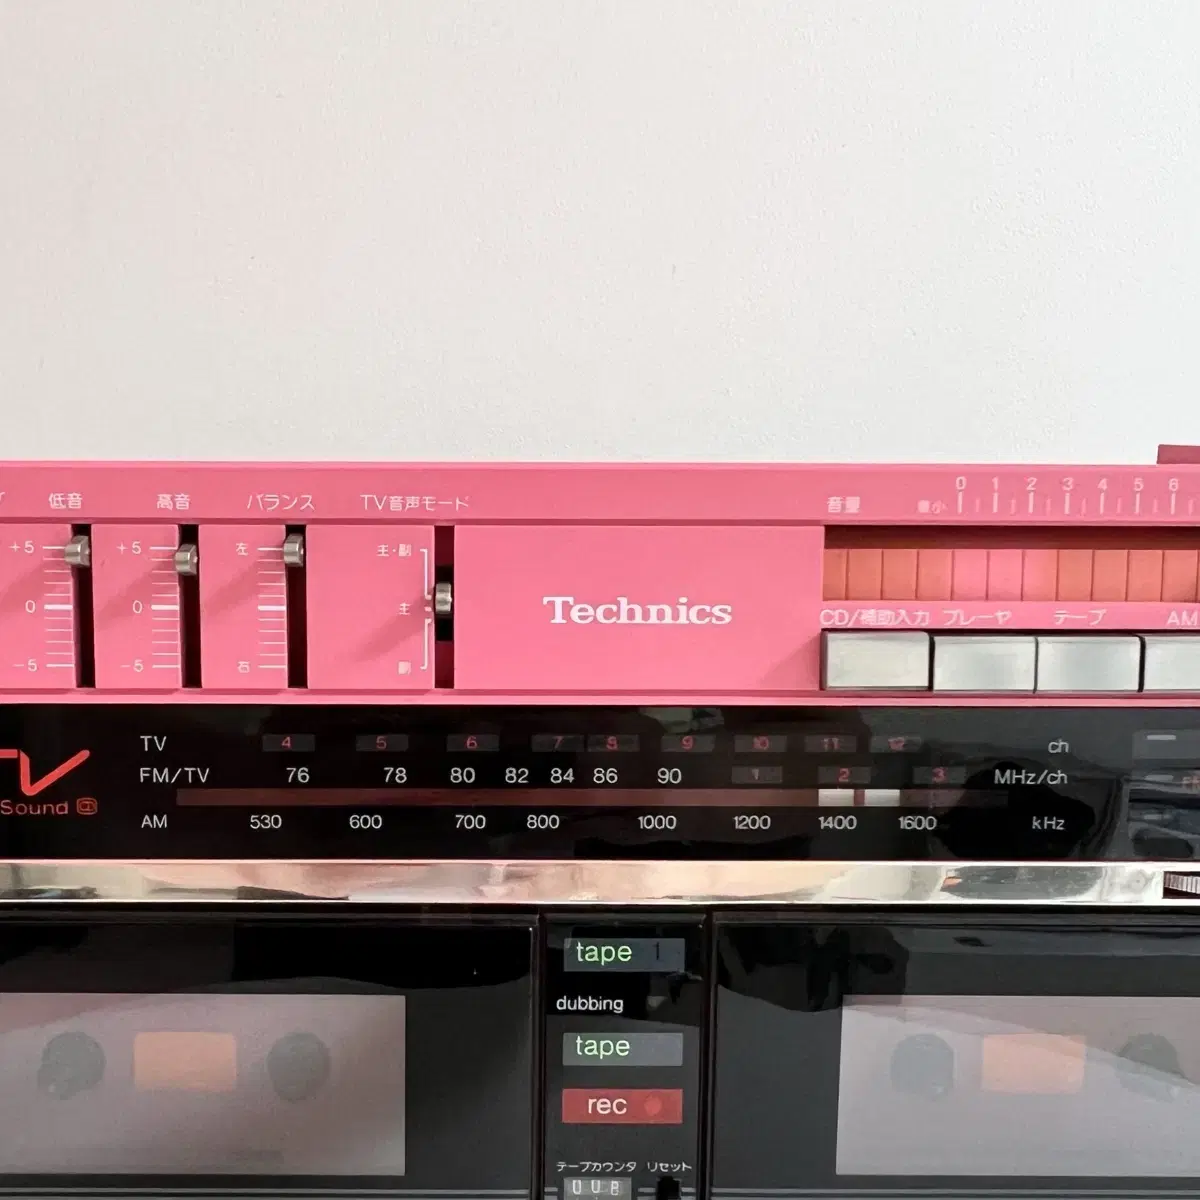 低音 高音 バランス TV音声モード 音量 最小 0 1 2 3 4 5 6
+5 +5 左 主・副
0 0 主
-5 -5 右 副
Technics
CD/補助入力 プレーヤ テープ AM
TV 4 5 6 7 8 9 10 11 12 ch
FM/TV 76 78 80 82 84 86 90 1 2 3 MHz/ch
AM 530 600 700 800 1000 1200 1400 1600 kHz
TV
Sound
tape 1
dubbing
tape
rec
テープカウンタ リセット